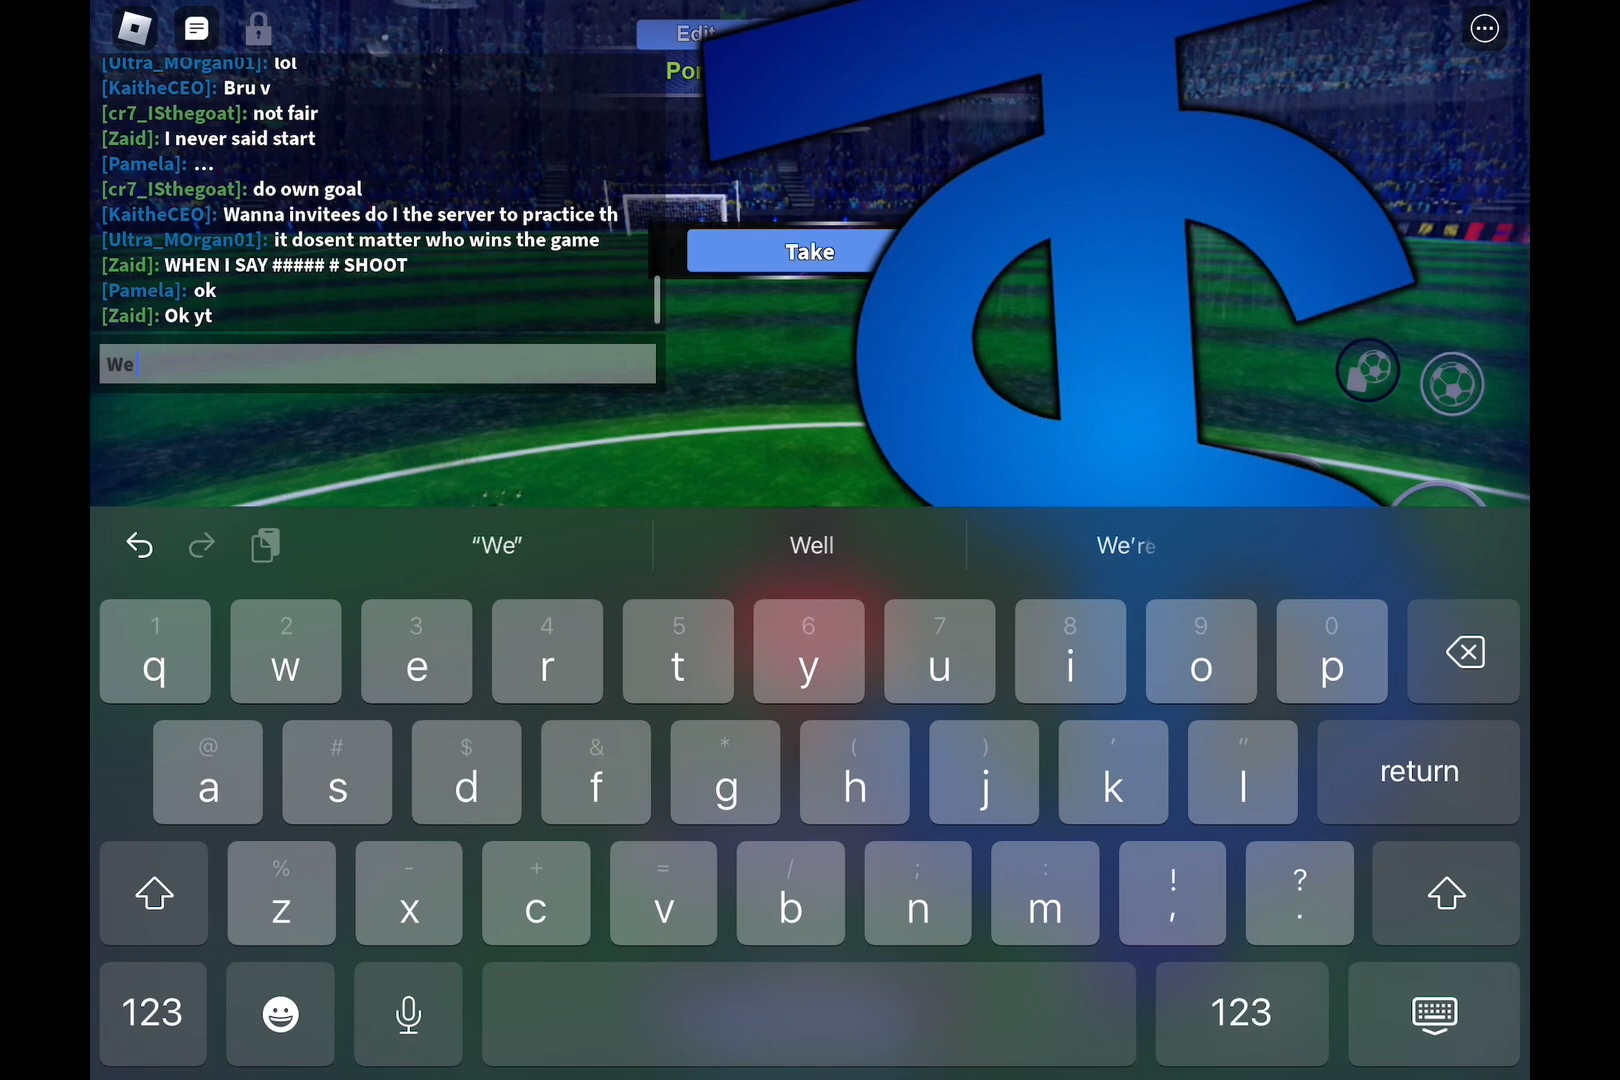 Edit
[Ultra_MOrgan01]: lol
Por
[KaitheCEO]: Bru v
[cr7_ISthegoat]: not fair
[Zaid]: I never said start
[Pamela]: ...
[cr7_ISthegoat]: do own goal
[KaitheCEO]: Wanna invitees do I the server to practice th
[Ultra_MOrgan01]: it dosent matter who wins the game
Take
[Zaid]: WHEN I SAY ##### # SHOOT
[Pamela]: ok
[Zaid]: Ok yt
We
“We” Well We’re
1 2 3 4 5 6 7 8 9 0
q w e r t y u i o p
@ # $ & * ( ) ' "
a s d f g h j k l return
% - + = / ; : ! ?
z x c v b n m , .
123 123